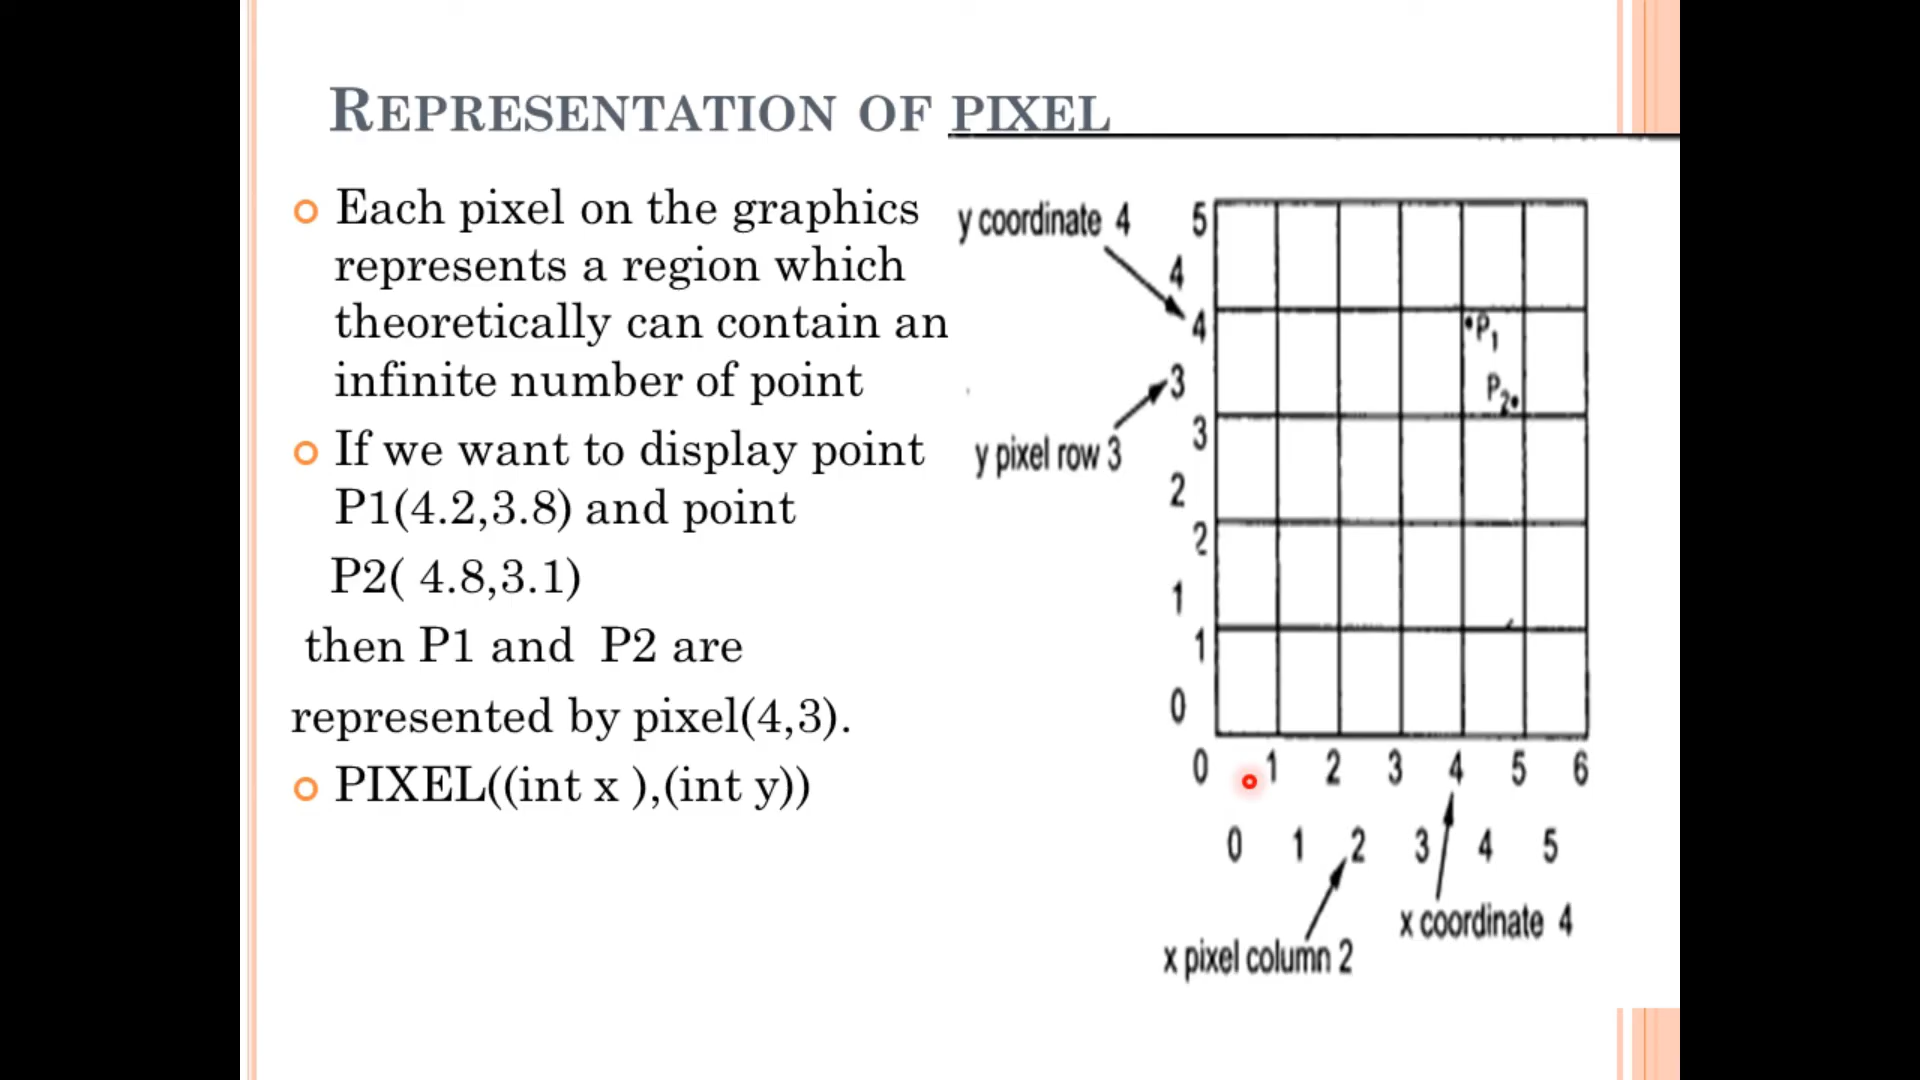 REPRESENTATION OF PIXEL
Each pixel on the graphics
represents a region which
theoretically can contain an
infinite number of point
If we want to display point
P1(4.2,3.8) and point
P2( 4.8,3.1)
then P1 and P2 are
represented by pixel(4,3).
PIXEL((int x ),(int y))
y coordinate 4
5
4
4
P1
3
P2
y pixel row 3
3
2
2
1
1
0
0 1 2 3 4 5 6
0 1 2 3 4 5
x coordinate 4
x pixel column 2